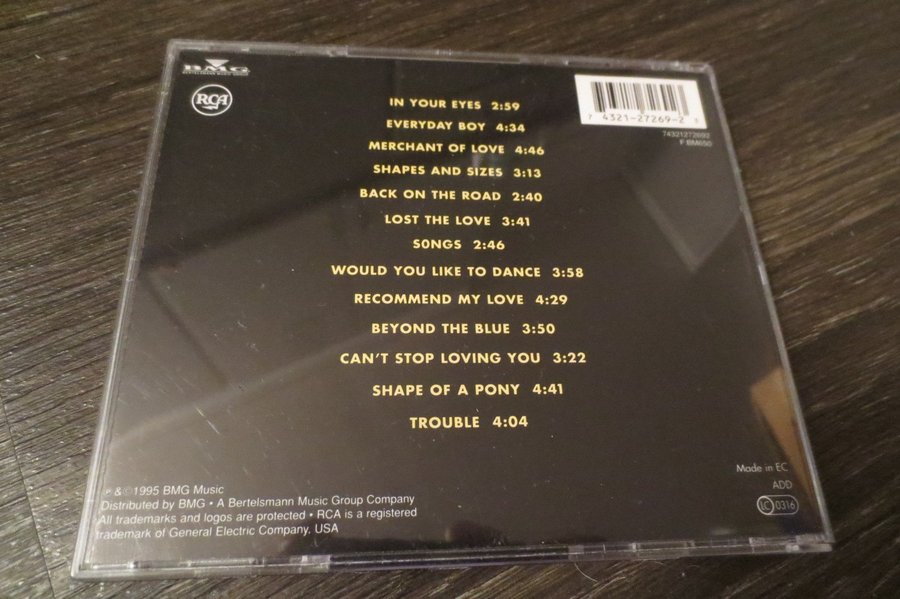 BMG
BERTELSMANN MUSIC GROUP
RCA
IN YOUR EYES 2:59
EVERYDAY BOY 4:34
MERCHANT OF LOVE 4:46
SHAPES AND SIZES 3:13
BACK ON THE ROAD 2:40
LOST THE LOVE 3:41
SONGS 2:46
WOULD YOU LIKE TO DANCE 3:58
RECOMMEND MY LOVE 4:29
BEYOND THE BLUE 3:50
CAN'T STOP LOVING YOU 3:22
SHAPE OF A PONY 4:41
TROUBLE 4:04
7 4321-27269-2
74321272692
F BM650
℗ & ©1995 BMG Music
Distributed by BMG • A Bertelsmann Music Group Company
All trademarks and logos are protected • RCA is a registered
trademark of General Electric Company, USA
Made in EC
ADD
LC 0316